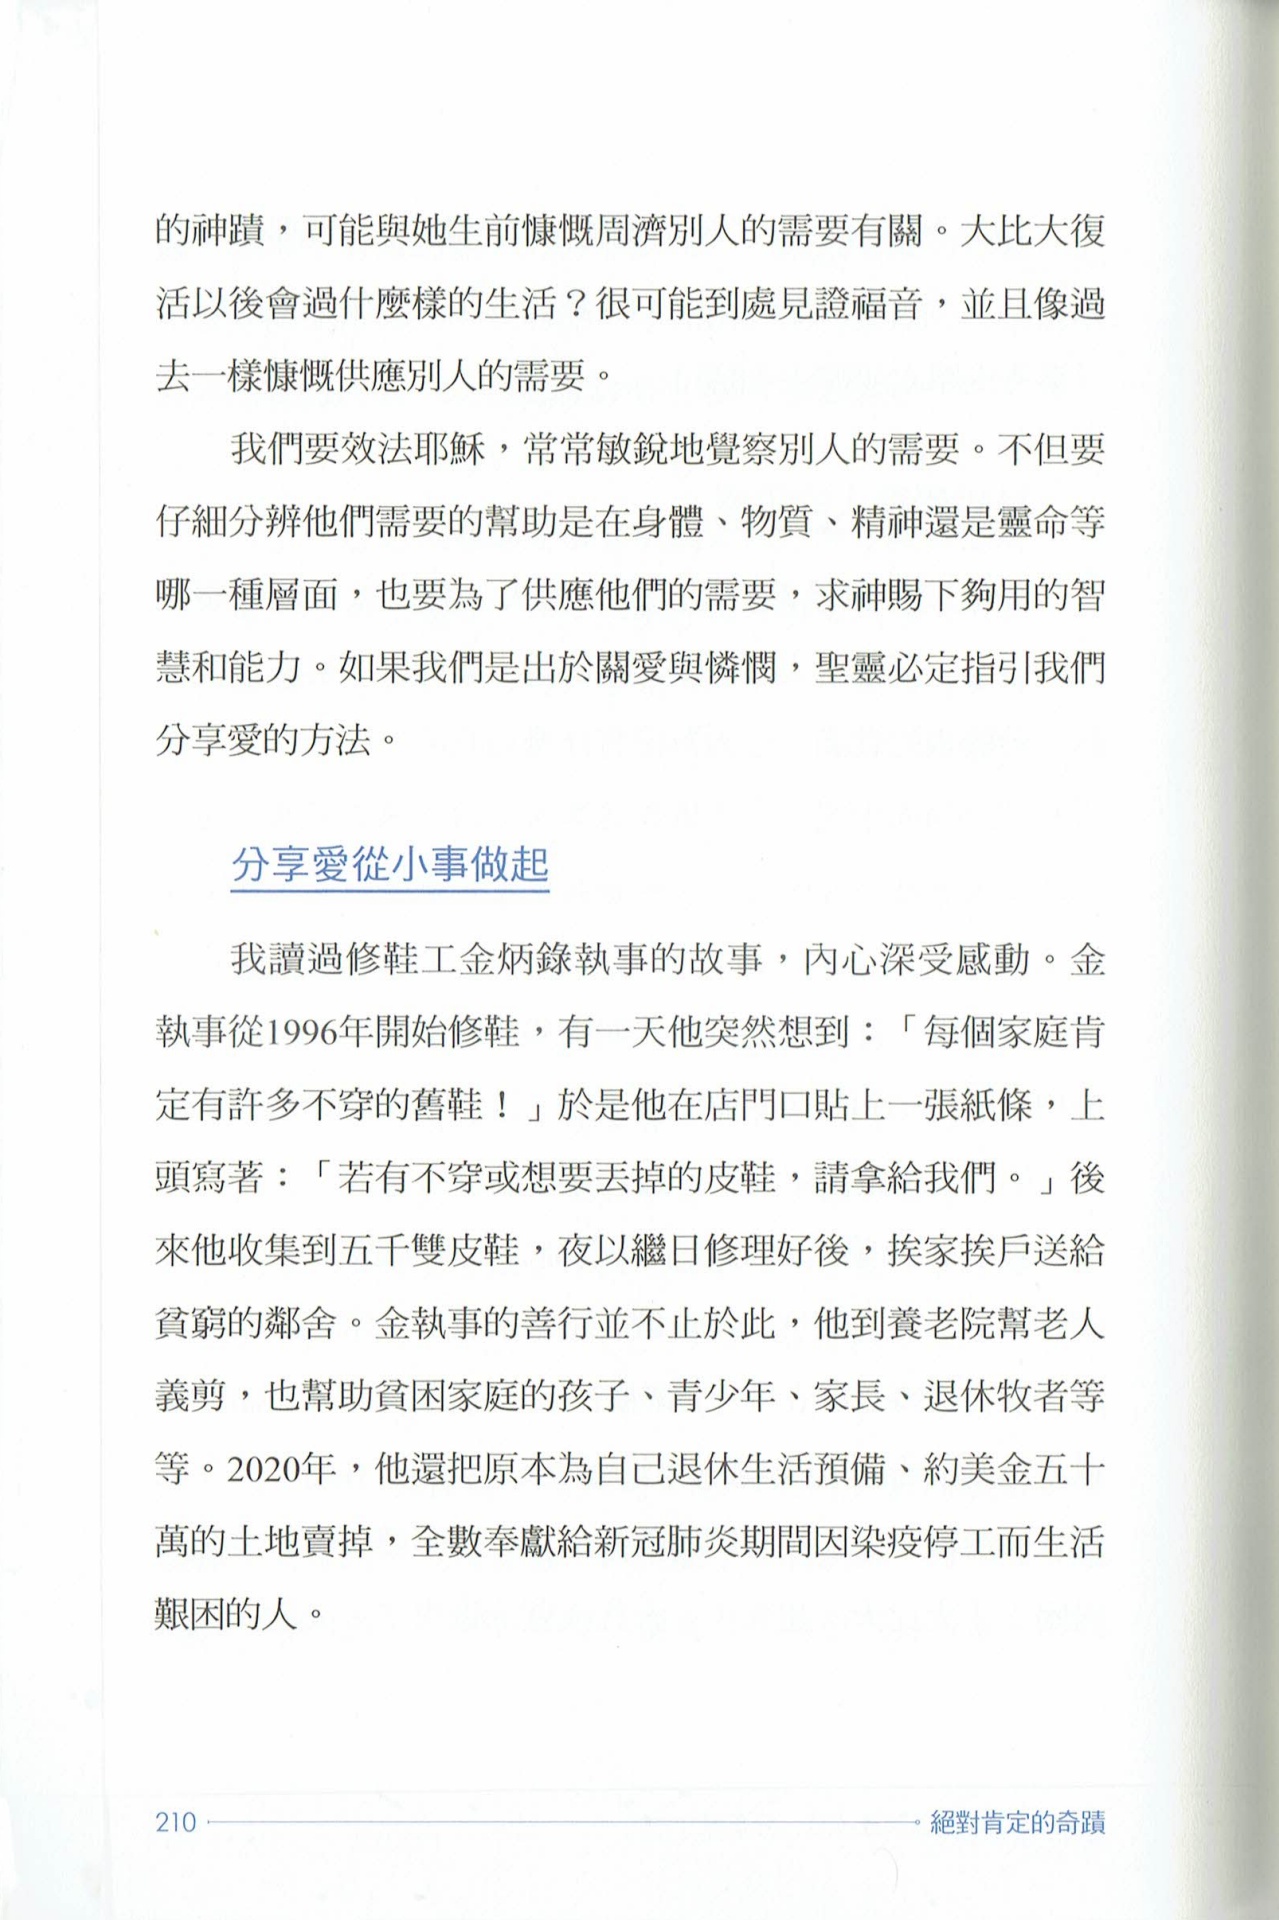 的神蹟，可能與她生前慷慨周濟別人的需要有關。大比大復
活以後會過什麼樣的生活？很可能到處見證福音，並且像過
去一樣慷慨供應別人的需要。
我們要效法耶穌，常常敏銳地覺察別人的需要。不但要
仔細分辨他們需要的幫助是在身體、物質、精神還是靈命等
哪一種層面，也要為了供應他們的需要，求神賜下夠用的智
慧和能力。如果我們是出於關愛與憐憫，聖靈必定指引我們
分享愛的方法。
分享愛從小事做起
我讀過修鞋工金炳錄執事的故事，內心深受感動。金
執事從1996年開始修鞋，有一天他突然想到：「每個家庭肯
定有許多不穿的舊鞋！」於是他在店門口貼上一張紙條，上
頭寫著：「若有不穿或想要丟掉的皮鞋，請拿給我們。」後
來他收集到五千雙皮鞋，夜以繼日修理好後，挨家挨戶送給
貧窮的鄰舍。金執事的善行並不止於此，他到養老院幫老人
義剪，也幫助貧困家庭的孩子、青少年、家長、退休牧者等
等。2020年，他還把原本為自己退休生活預備、約美金五十
萬的土地賣掉，全數奉獻給新冠肺炎期間因染疫停工而生活
艱困的人。
210 絕對肯定的奇蹟